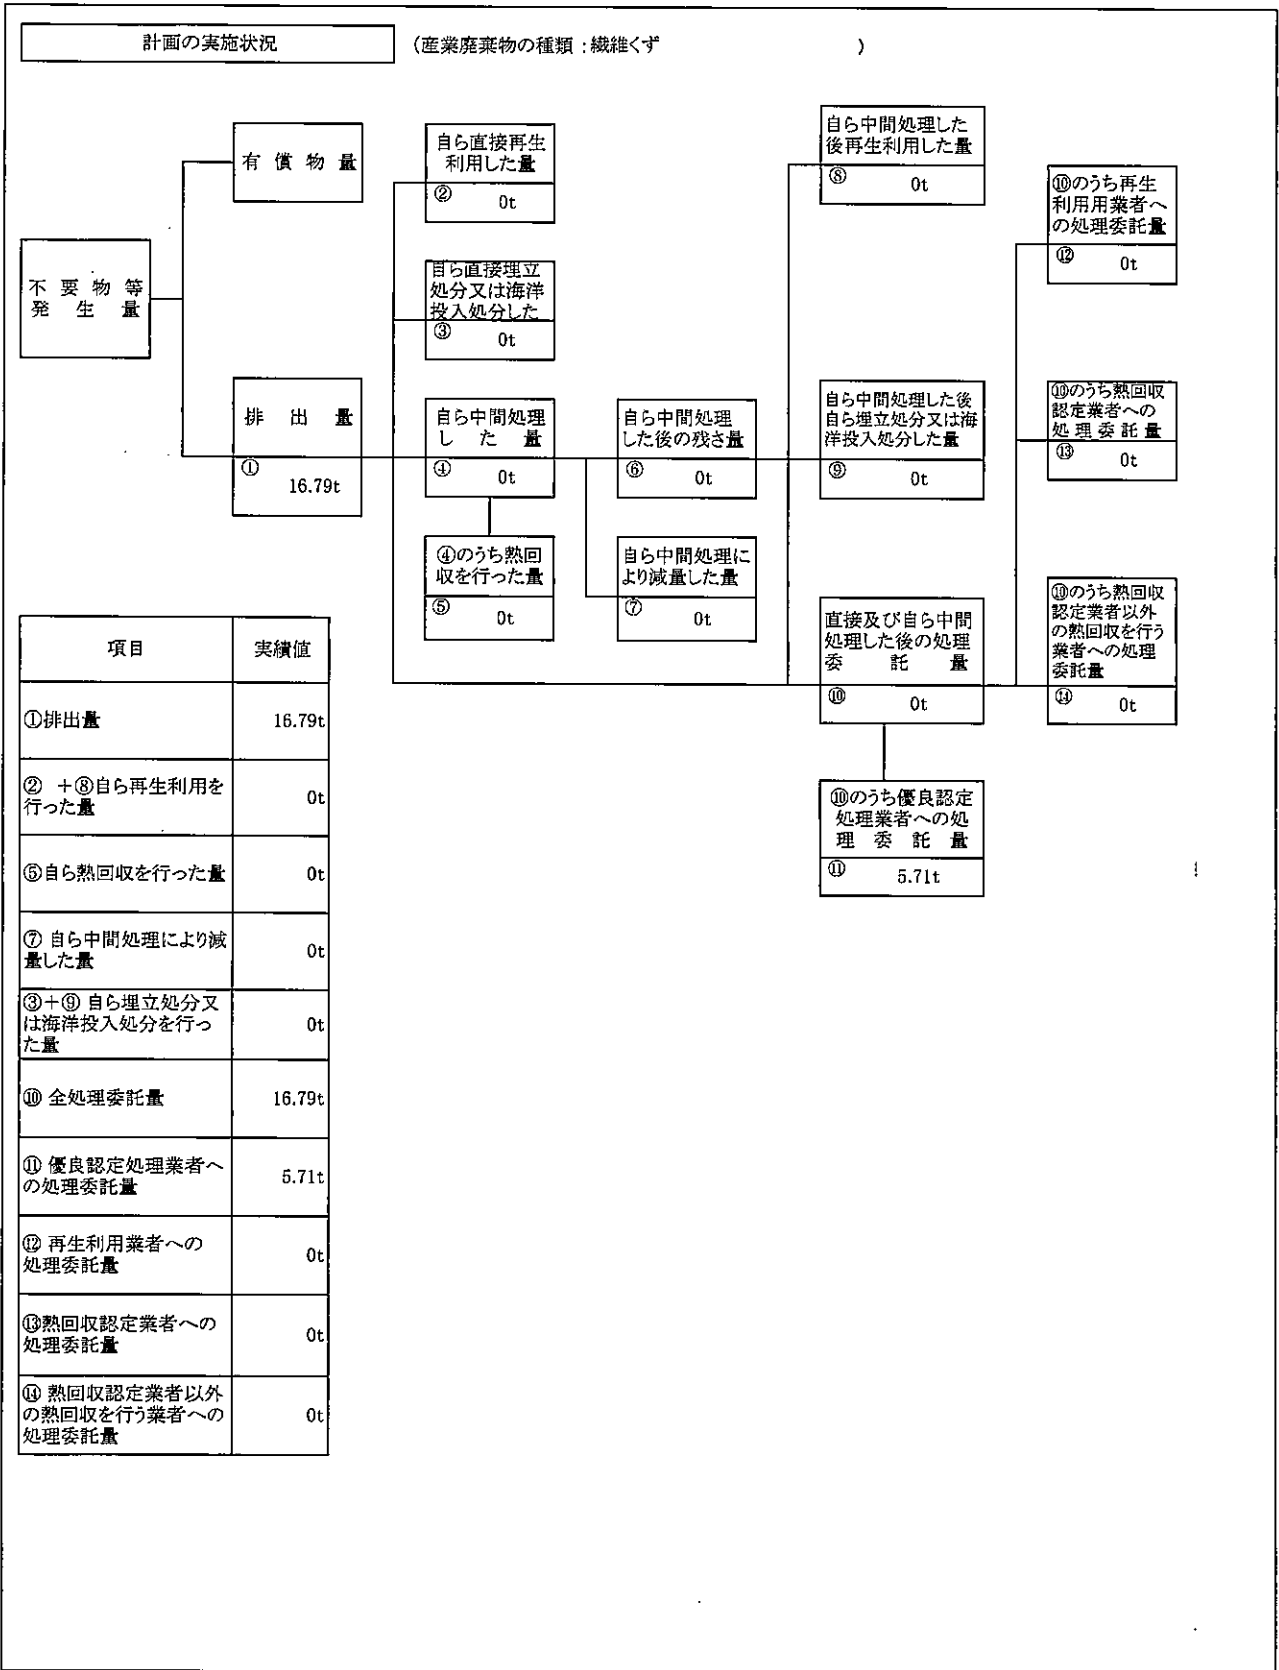 計画の実施状況
（産業廃棄物の種類：繊維くず　　　　　　　　）
有償物量
不要物等
発生量
排出量
①
16.79t
自ら直接再生
利用した量
②
0t
自ら直接埋立
処分又は海洋
投入処分した
③
0t
自ら中間処理
した量
④
0t
④のうち熱回
収を行った量
⑤
0t
自ら中間処理
した後の残さ量
⑥
0t
自ら中間処理に
より減量した量
⑦
0t
自ら中間処理した
後再生利用した量
⑧
0t
自ら中間処理した後
自ら埋立処分又は海
洋投入処分した量
⑨
0t
直接及び自ら中間
処理した後の処理
委託量
⑩
0t
⑩のうち優良認定
処理業者への処
理委託量
⑪
5.71t
⑩のうち再生
利用用業者へ
の処理委託量
⑫
0t
⑩のうち熱回収
認定業者への
処理委託量
⑬
0t
⑩のうち熱回収
認定業者以外
の熱回収を行う
業者への処理
委託量
⑭
0t
項目 実績値
①排出量 16.79t
② +⑧自ら再生利用を
行った量 0t
⑤自ら熱回収を行った量 0t
⑦ 自ら中間処理により減
量した量 0t
③+⑨ 自ら埋立処分又
は海洋投入処分を行っ
た量 0t
⑩ 全処理委託量 16.79t
⑪ 優良認定処理業者へ
の処理委託量 5.71t
⑫ 再生利用業者への
処理委託量 0t
⑬熱回収認定業者への
処理委託量 0t
⑭ 熱回収認定業者以外
の熱回収を行う業者への
処理委託量 0t